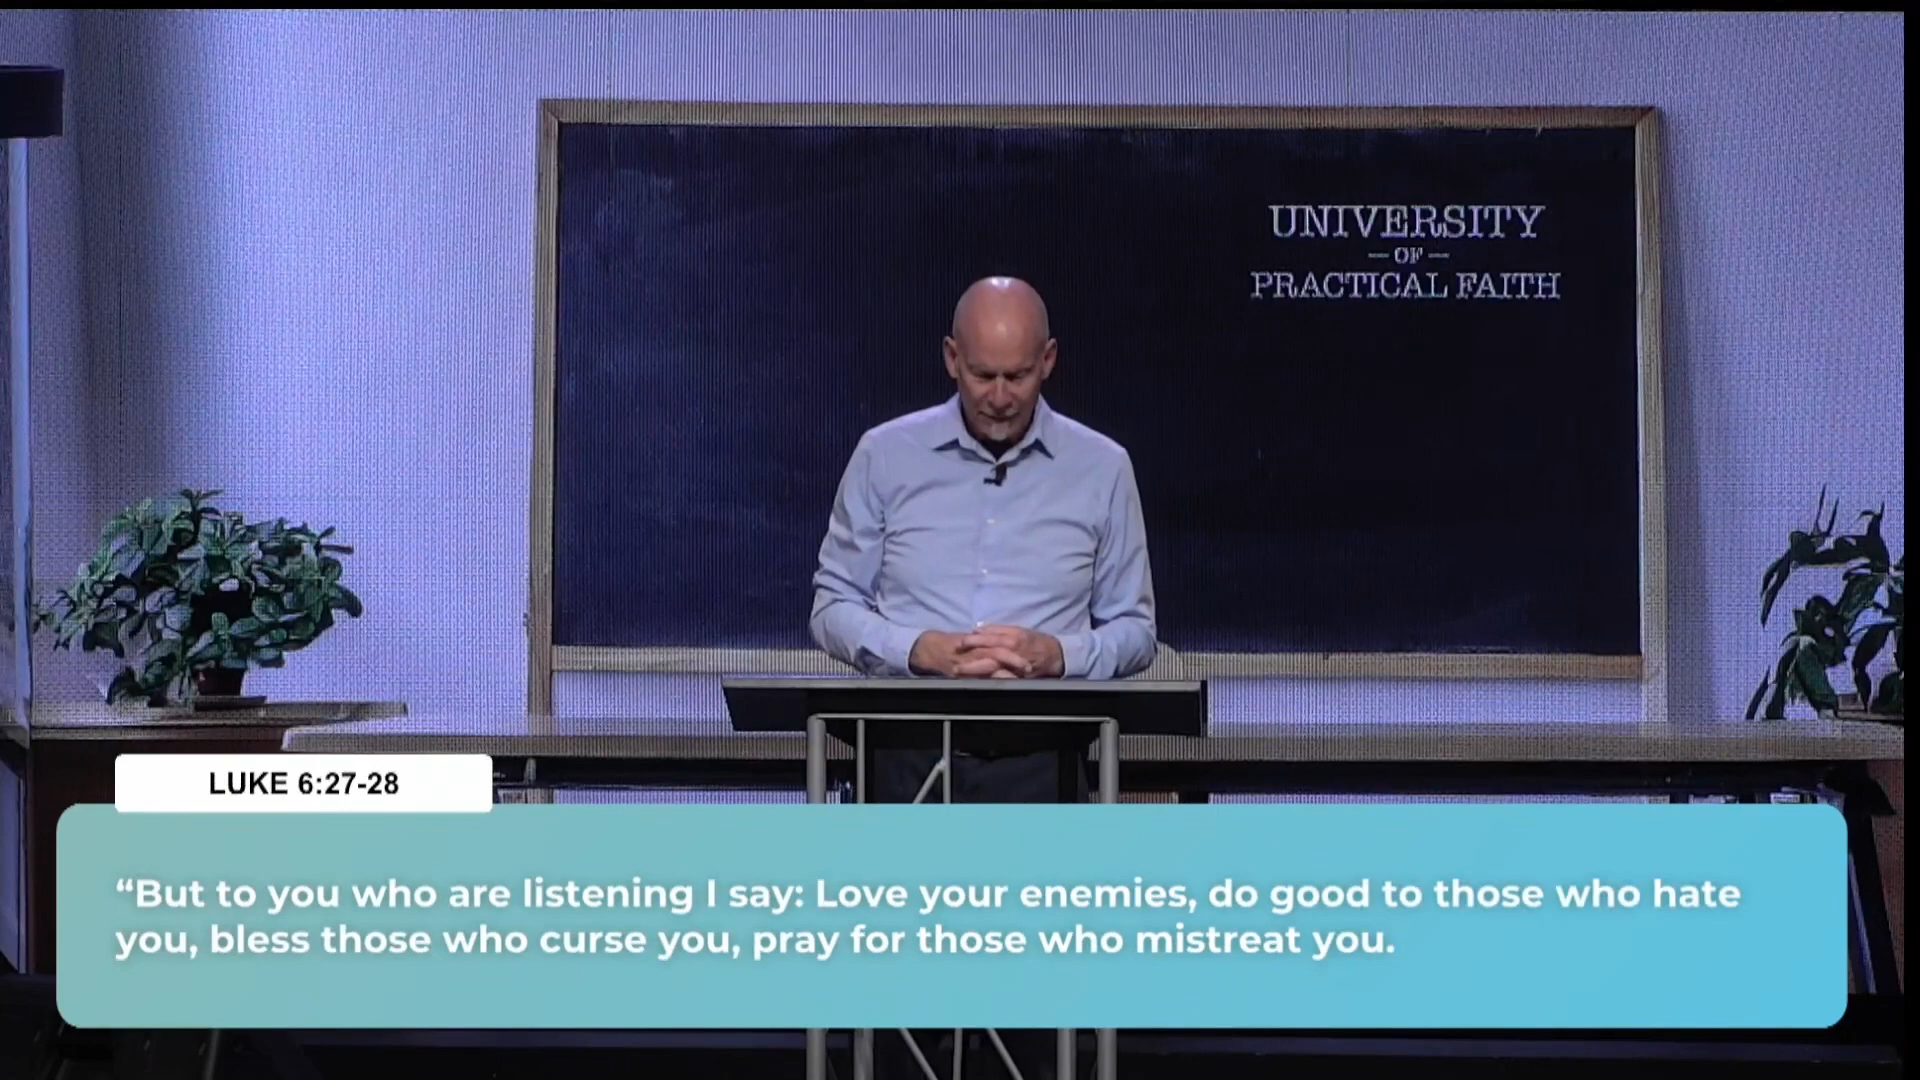 UNIVERSITY
— OF —
PRACTICAL FAITH
LUKE 6:27-28
“But to you who are listening I say: Love your enemies, do good to those who hate
you, bless those who curse you, pray for those who mistreat you.